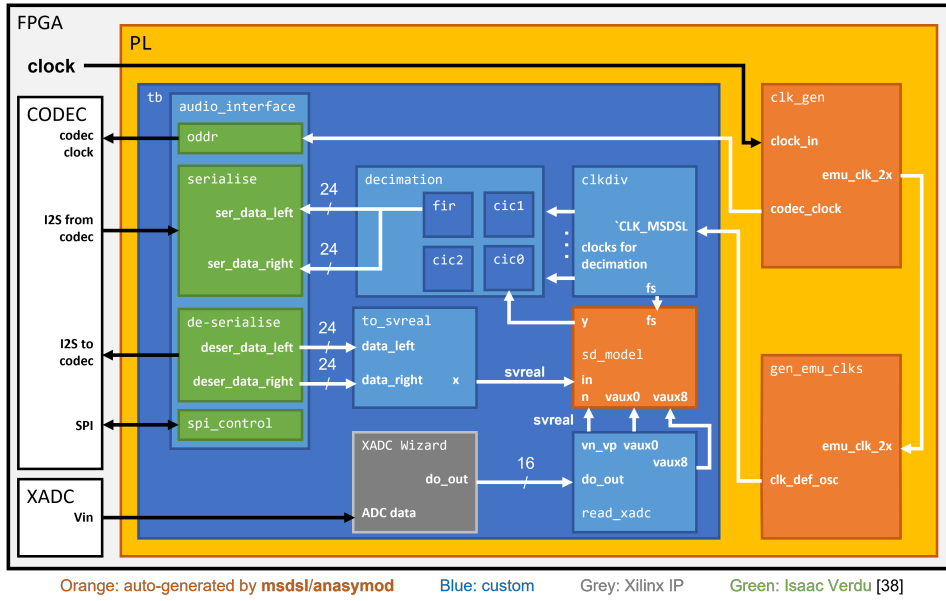 FPGA
PL
clock
tb
clk_gen
CODEC
audio_interface
codec
clock
oddr
clock_in
serialise
24
decimation
clkdiv
emu_clk_2x
ser_data_left
fir
cic1
codec_clock
I2S from
codec
`CLK_MSDSL
24
clocks for
decimation
ser_data_right
cic2
cic0
fs
de-serialise
24
to_svreal
y
fs
I2S to
codec
deser_data_left
data_left
sd_model
gen_emu_clks
24
deser_data_right
data_right
x
svreal
in
n
vaux0
vaux8
SPI
spi_control
svreal
XADC Wizard
vn_vp
vaux0
emu_clk_2x
16
vaux8
XADC
do_out
do_out
clk_def_osc
Vin
ADC data
read_xadc
Orange: auto-generated by msdsl/anasymod
Blue: custom
Grey: Xilinx IP
Green: Isaac Verdu [38]